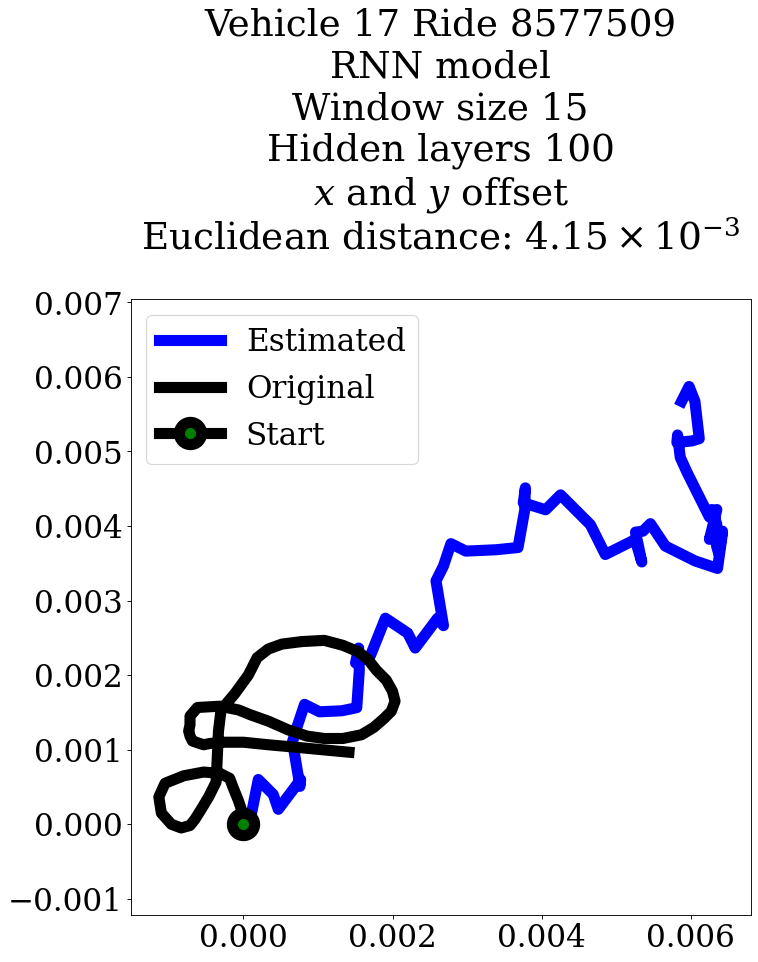 Vehicle 17 Ride 8577509
RNN model
Window size 15
Hidden layers 100
x and y offset
Euclidean distance: 4.15 × 10⁻³
0.007
0.006
0.005
0.004
0.003
0.002
0.001
0.000
−0.001
Estimated
Original
Start
0.000 0.002 0.004 0.006